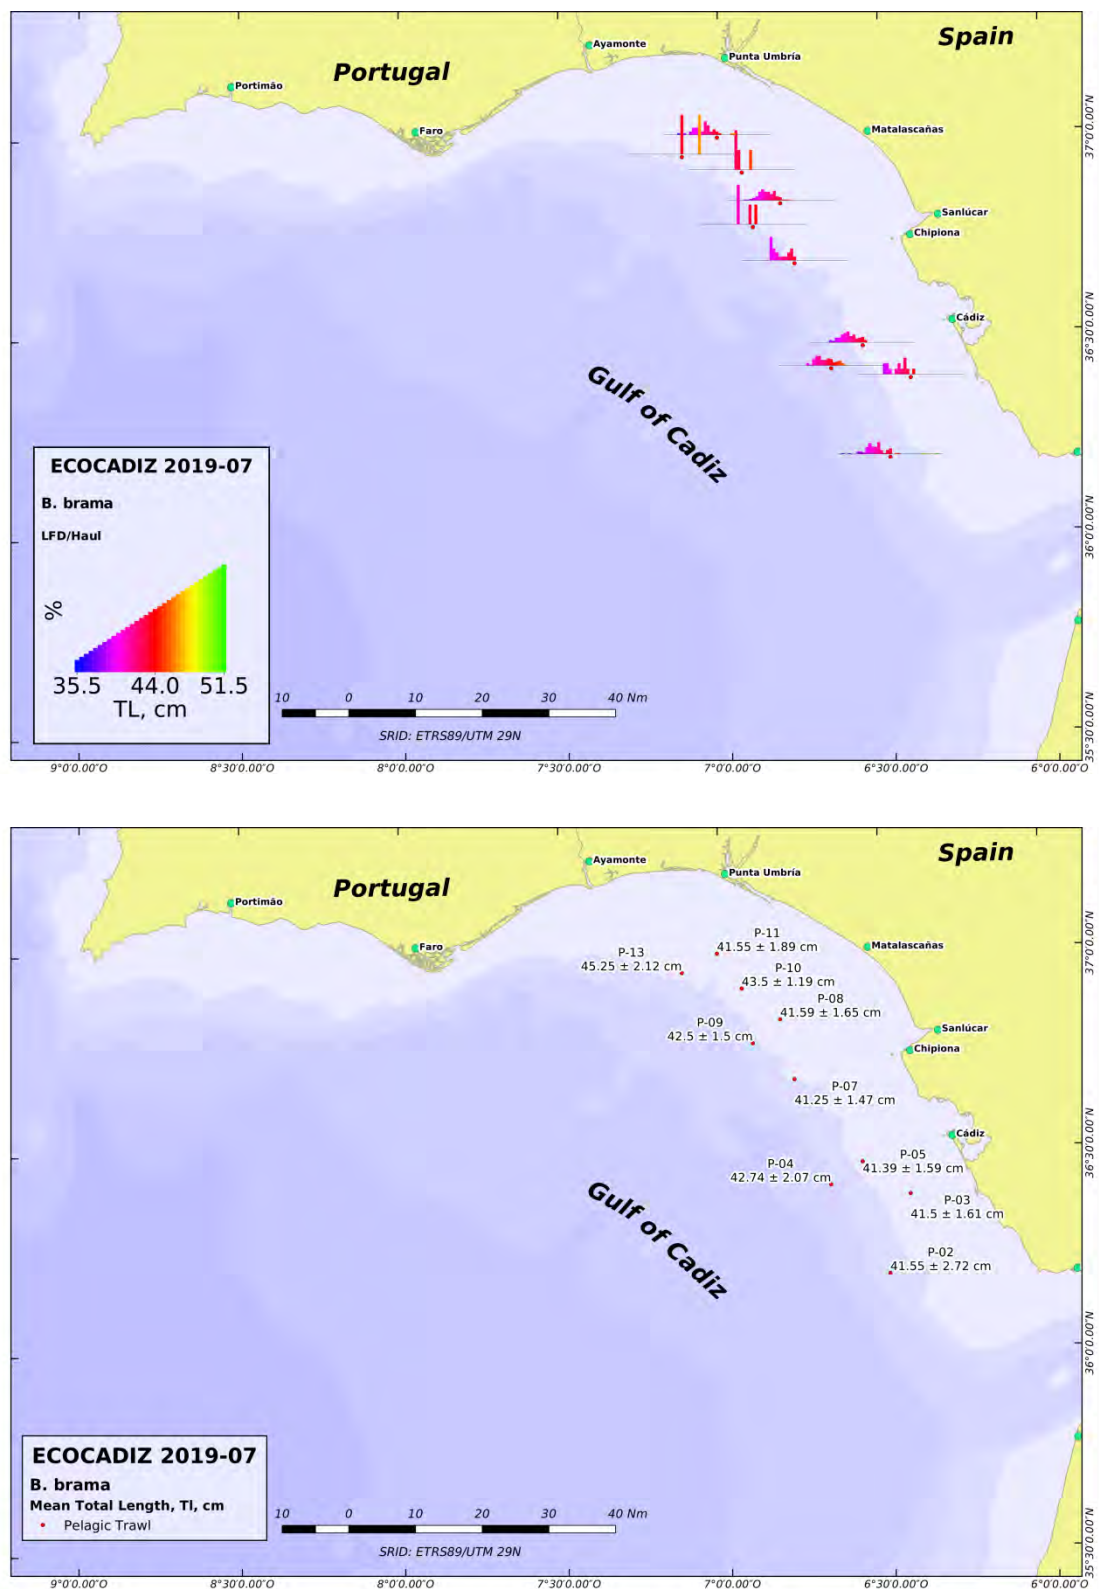 Spain
Portugal
Ayamonte
Punta Umbría
Portimão
Faro
Matalascañas
Sanlúcar
Chipiona
Cádiz
Gulf of Cadiz
37°0'0.00"N
36°30'0.00"N
36°0'0.00"N
35°30'0.00"N
ECOCADIZ 2019-07
B. brama
LFD/Haul
%
35.5 44.0 51.5
TL, cm
10 0 10 20 30 40 Nm
SRID: ETRS89/UTM 29N
9°0'0.00"O 8°30'0.00"O 8°0'0.00"O 7°30'0.00"O 7°0'0.00"O 6°30'0.00"O 6°0'0.00"O
Spain
Portugal
Ayamonte
Punta Umbría
Portimão
Faro
Matalascañas
Sanlúcar
Chipiona
Cádiz
P-11
41.55 ± 1.89 cm
P-13
45.25 ± 2.12 cm
P-10
43.5 ± 1.19 cm
P-08
41.59 ± 1.65 cm
P-09
42.5 ± 1.5 cm
P-07
41.25 ± 1.47 cm
P-05
41.39 ± 1.59 cm
P-04
42.74 ± 2.07 cm
P-03
41.5 ± 1.61 cm
P-02
41.55 ± 2.72 cm
Gulf of Cadiz
37°0'0.00"N
36°30'0.00"N
36°0'0.00"N
35°30'0.00"N
ECOCADIZ 2019-07
B. brama
Mean Total Length, Tl, cm
Pelagic Trawl
10 0 10 20 30 40 Nm
SRID: ETRS89/UTM 29N
9°0'0.00"O 8°30'0.00"O 8°0'0.00"O 7°30'0.00"O 7°0'0.00"O 6°30'0.00"O 6°0'0.00"O